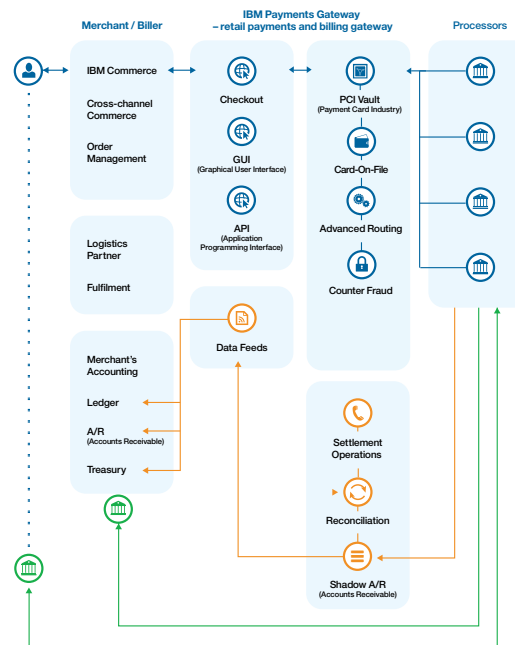 Merchant / Biller
IBM Payments Gateway
– retail payments and billing gateway
Processors
IBM Commerce
Cross-channel
Commerce
Order
Management
Checkout
GUI
(Graphical User Interface)
API
(Application
Programming Interface)
PCI Vault
(Payment Card Industry)
Card-On-File
Advanced Routing
Counter Fraud
Logistics
Partner
Fulfilment
Data Feeds
Merchant's
Accounting
Ledger
A/R
(Accounts Receivable)
Treasury
Settlement
Operations
Reconciliation
Shadow A/R
(Accounts Receivable)